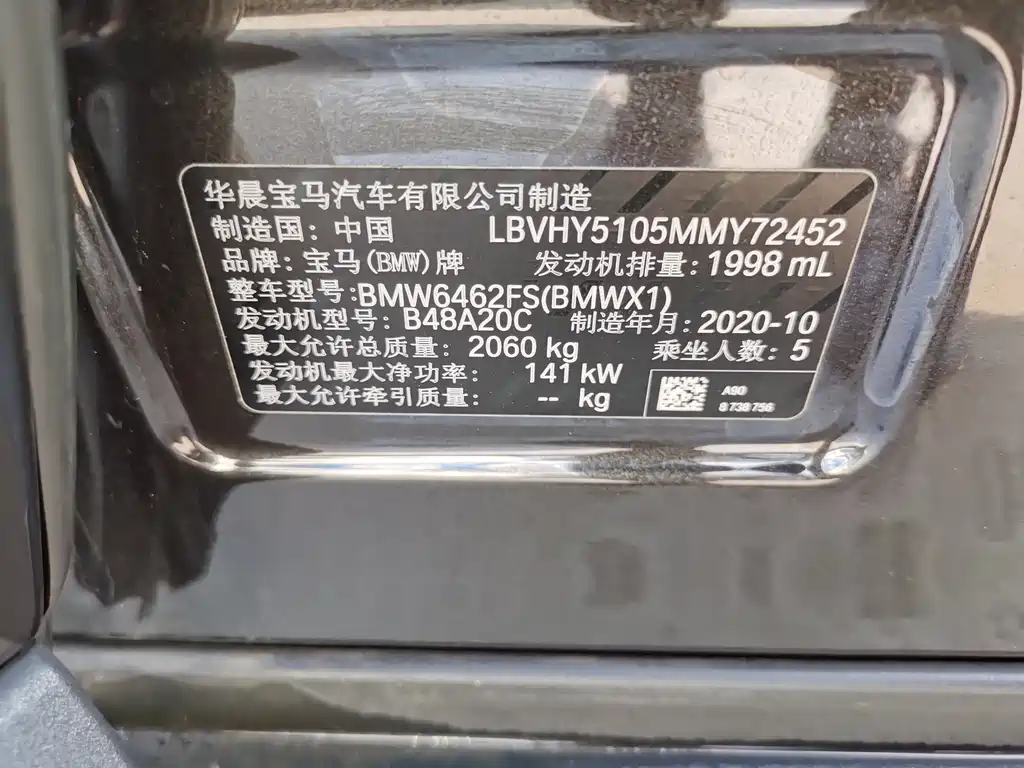 华晨宝马汽车有限公司制造
制造国：中国 LBVHY5105MMY72452
品牌：宝马(BMW)牌 发动机排量：1998 mL
整车型号：BMW6462FS(BMWX1)
发动机型号：B48A20C 制造年月：2020-10
最大允许总质量：2060 kg 乘坐人数：5
发动机最大净功率：141 kW
最大允许牵引质量：-- kg
A90
8 738 756